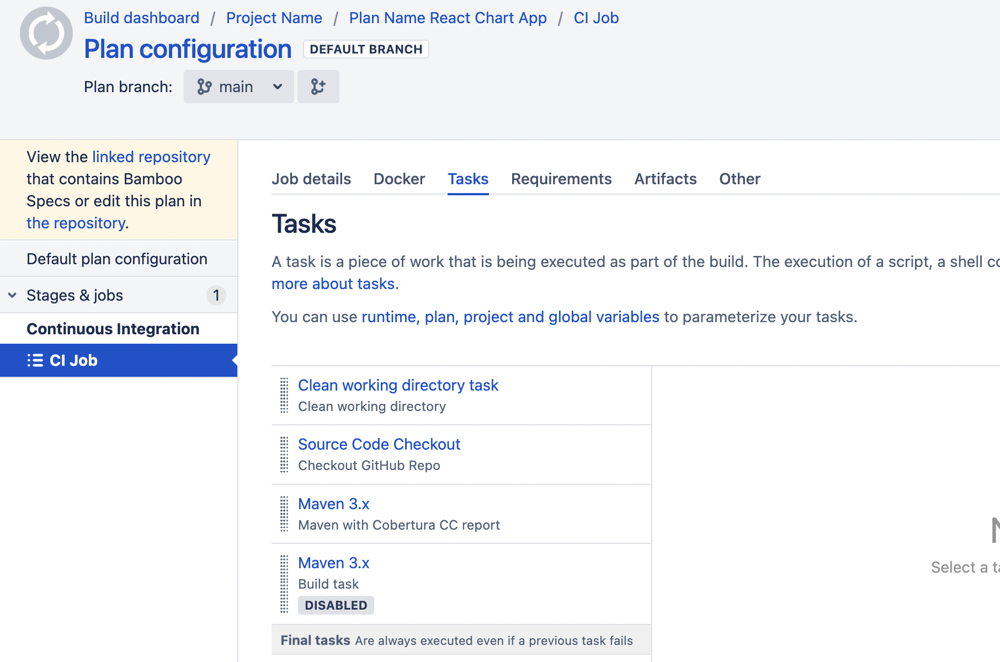 Build dashboard / Project Name / Plan Name React Chart App / CI Job
Plan configuration DEFAULT BRANCH
Plan branch: main
View the linked repository
that contains Bamboo
Specs or edit this plan in
the repository.
Default plan configuration
Stages & jobs 1
Continuous Integration
CI Job
Job details Docker Tasks Requirements Artifacts Other
Tasks
A task is a piece of work that is being executed as part of the build. The execution of a script, a shell
more about tasks.
You can use runtime, plan, project and global variables to parameterize your tasks.
Clean working directory task
Clean working directory
Source Code Checkout
Checkout GitHub Repo
Maven 3.x
Maven with Cobertura CC report
Maven 3.x
Build task
DISABLED
Final tasks Are always executed even if a previous task fails
Select a